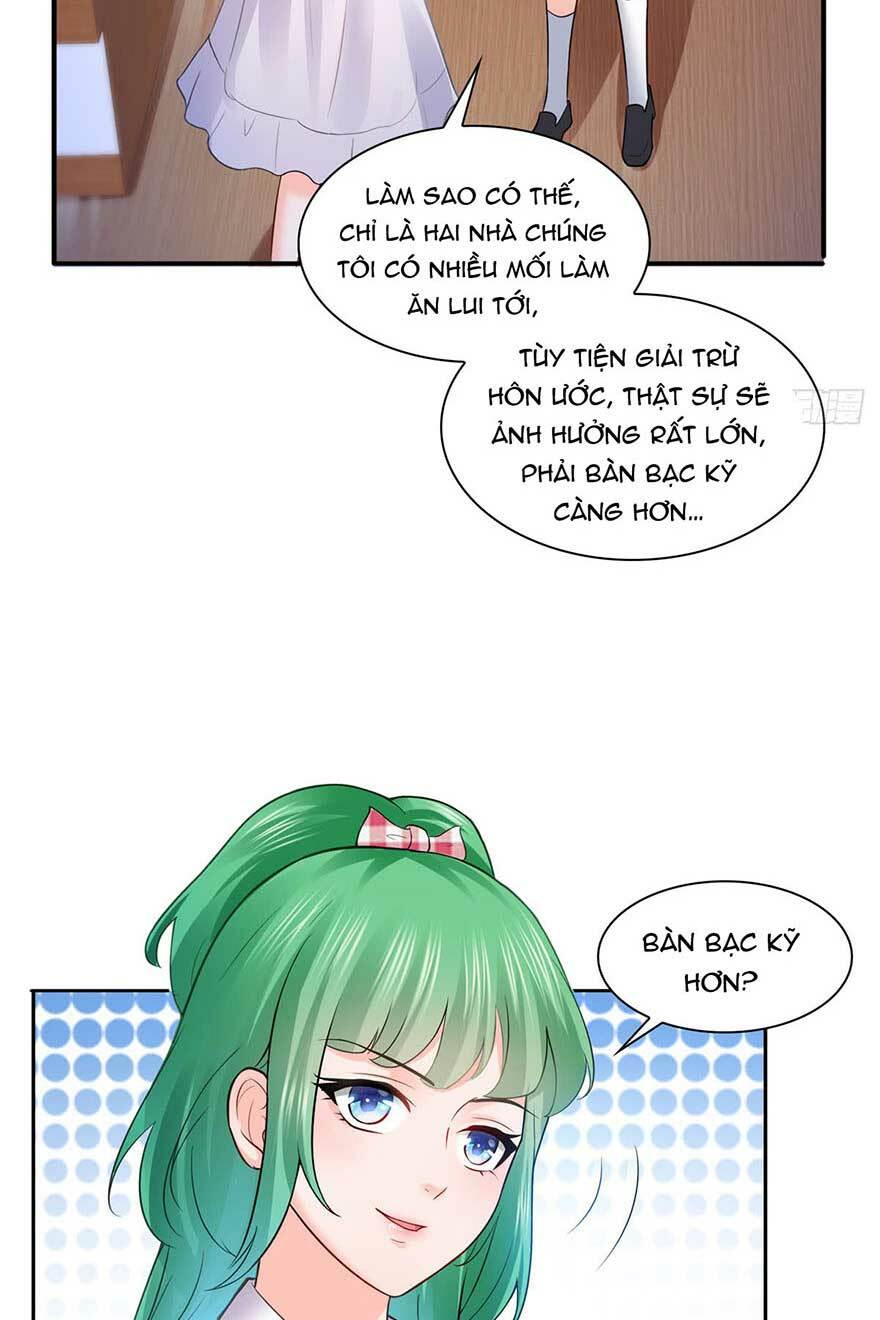 LÀM SAO CÓ THẾ,
CHỈ LÀ HAI NHÀ CHÚNG
TÔI CÓ NHIỀU MỐI LÀM
ĂN LUI TỚI,
TÙY TIỆN GIẢI TRỪ
HÔN ƯỚC, THẬT SỰ SẼ
ẢNH HƯỞNG RẤT LỚN,
PHẢI BÀN BẠC KỸ
CÀNG HƠN...
BÀN BẠC KỸ
HƠN?